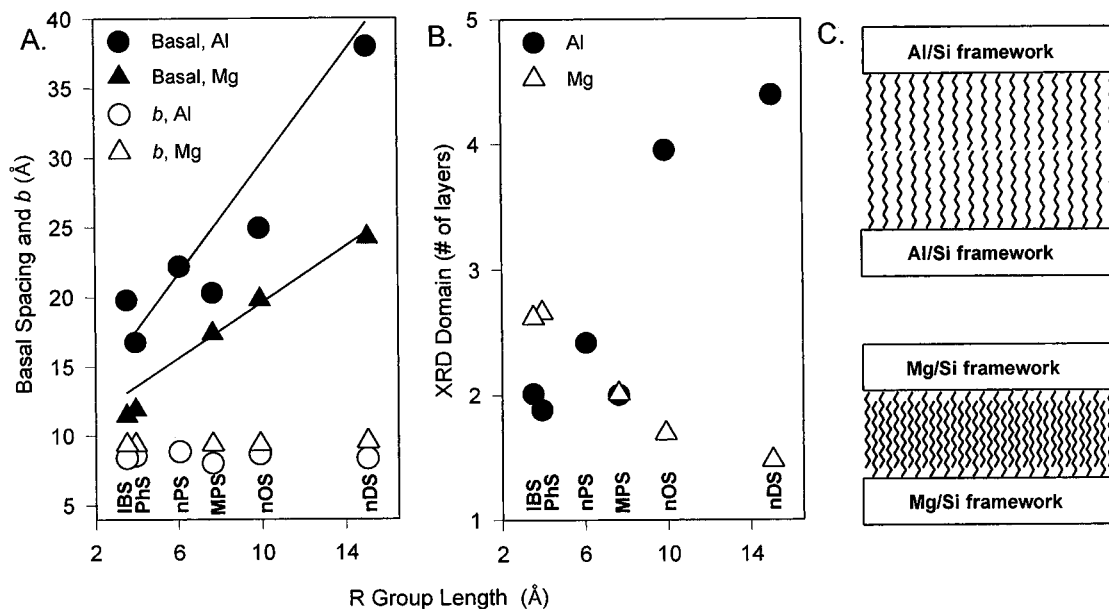 A.
Basal, Al
Basal, Mg
b, Al
b, Mg
40
35
30
25
20
15
10
5
Basal Spacing and b (Å)
IBS
PhS
nPS
MPS
nOS
nDS
2
6
10
14
B.
Al
Mg
5
4
3
2
1
XRD Domain (# of layers)
IBS
PhS
nPS
MPS
nOS
nDS
2
6
10
14
R Group Length (Å)
C.
Al/Si framework
Al/Si framework
Mg/Si framework
Mg/Si framework